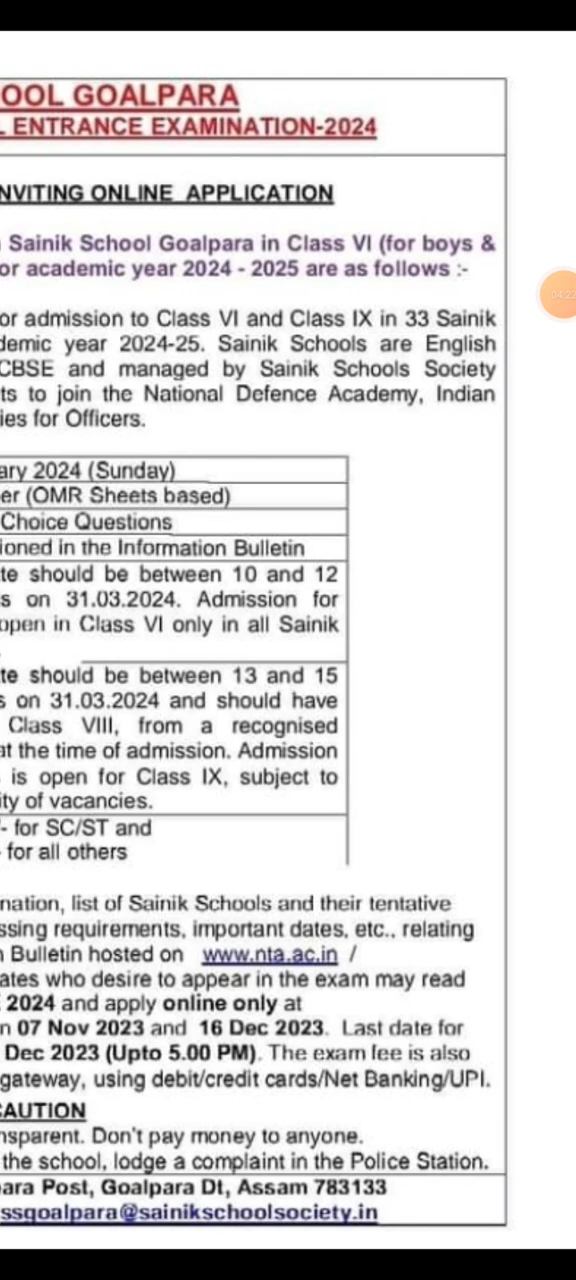 OOL GOALPARA
L ENTRANCE EXAMINATION-2024
NVITING ONLINE APPLICATION
Sainik School Goalpara in Class VI (for boys &
or academic year 2024 - 2025 are as follows :-
04:22
or admission to Class VI and Class IX in 33 Sainik
demic year 2024-25. Sainik Schools are English
CBSE and managed by Sainik Schools Society
ts to join the National Defence Academy, Indian
ies for Officers.
ary 2024 (Sunday)
er (OMR Sheets based)
Choice Questions
ioned in the Information Bulletin
te should be between 10 and 12
s on 31.03.2024. Admission for
open in Class VI only in all Sainik
te should be between 13 and 15
s on 31.03.2024 and should have
Class VIII, from a recognised
at the time of admission. Admission
is open for Class IX, subject to
ity of vacancies.
/- for SC/ST and
- for all others
nation, list of Sainik Schools and their tentative
ssing requirements, important dates, etc., relating
n Bulletin hosted on www.nta.ac.in /
ates who desire to appear in the exam may read
2024 and apply online only at
n 07 Nov 2023 and 16 Dec 2023. Last date for
Dec 2023 (Upto 5.00 PM). The exam fee is also
gateway, using debit/credit cards/Net Banking/UPI.
CAUTION
nsparent. Don't pay money to anyone.
the school, lodge a complaint in the Police Station.
para Post, Goalpara Dt, Assam 783133
ssgoalpara@sainikschoolsociety.in